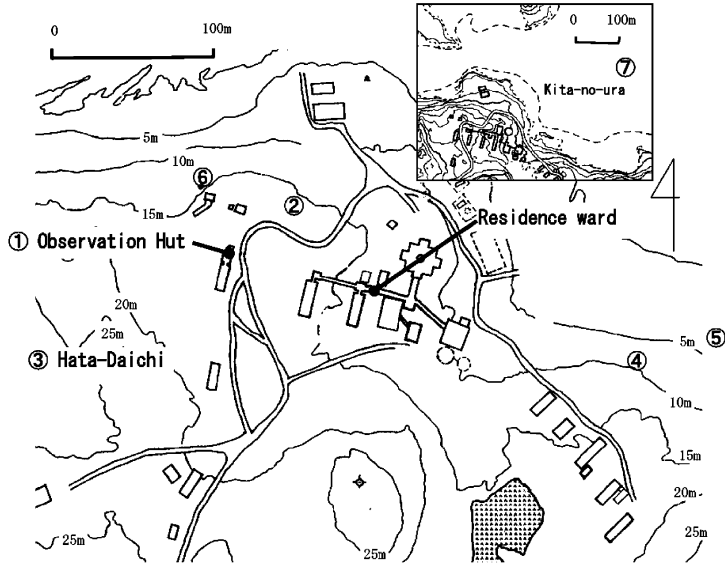 0 100m
0 100m
⑦
Kita-no-ura
5m
10m
⑥
15m
②
Residence ward
① Observation Hut
20m
25m
③ Hata-Daichi
5m
⑤
④
10m
15m
20m
25m
25m
25m